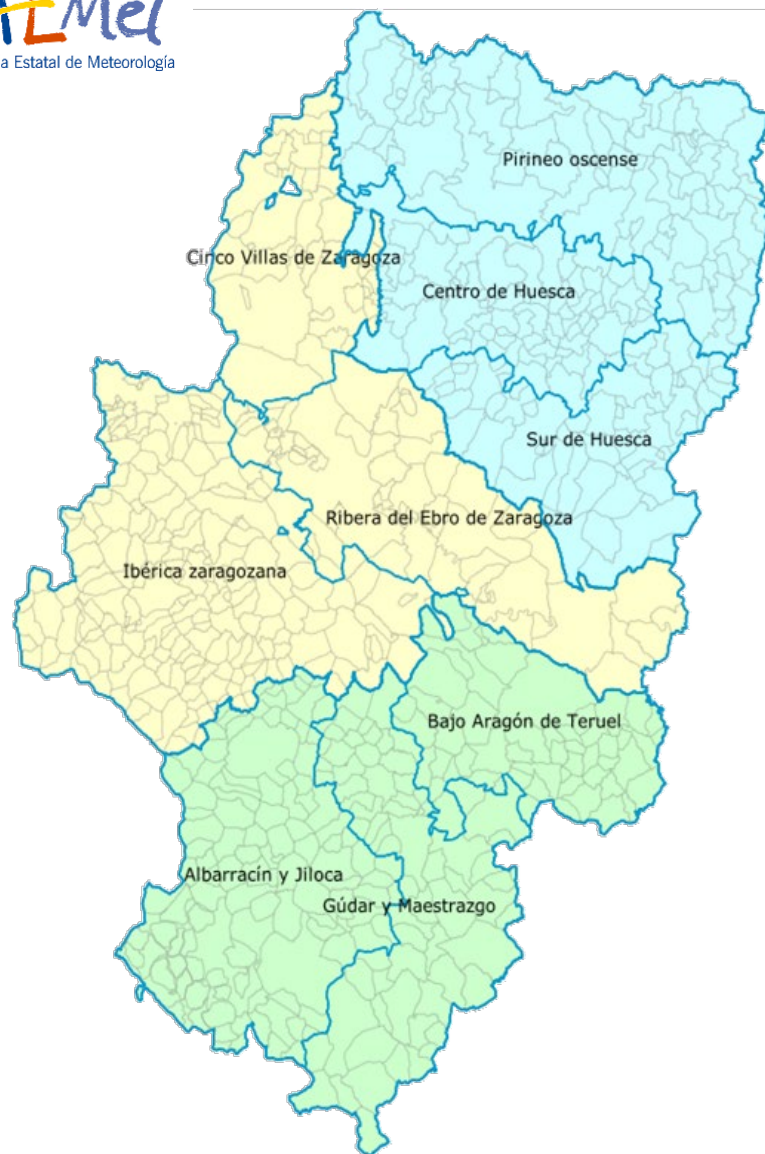 a Estatal de Meteorología
Pirineo oscense
Cinco Villas de Zaragoza
Centro de Huesca
Sur de Huesca
Ribera del Ebro de Zaragoza
Ibérica zaragozana
Bajo Aragón de Teruel
Albarracín y Jiloca
Gúdar y Maestrazgo